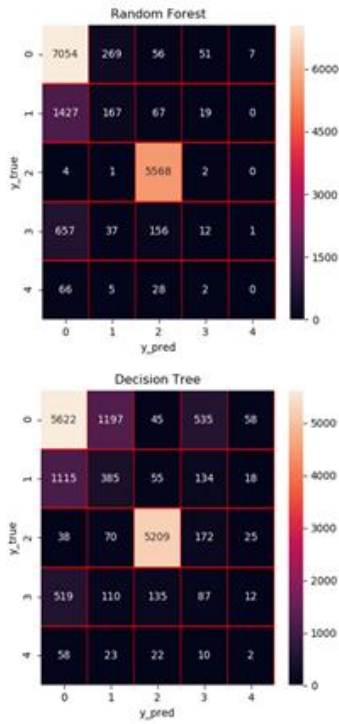 Random Forest
0 7054 269 56 51 7 6000
1 1427 167 67 19 0 4500
y_true 2 4 1 5568 2 0 3000
3 657 37 156 12 1 1500
4 66 5 28 2 0 0
0 1 2 3 4
y_pred
Decision Tree
0 5622 1197 45 535 58 5000
1 1115 385 55 134 18 4000
y_true 2 38 70 5209 172 25 3000
2000
3 519 110 135 87 12 1000
4 58 23 22 10 2 0
0 1 2 3 4
y_pred